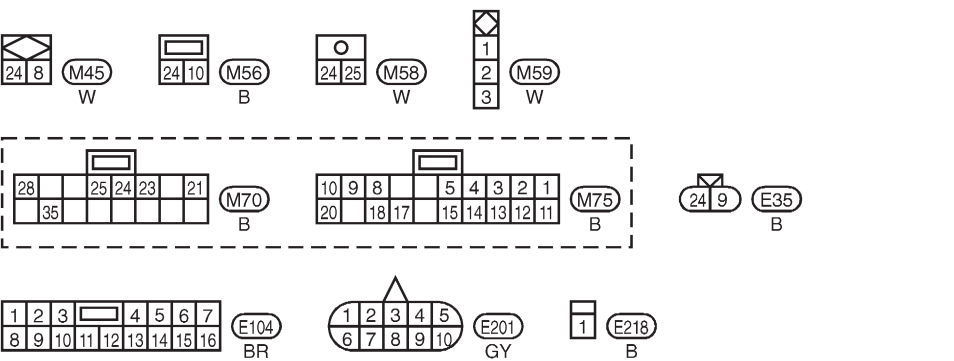 24 8 M45 W
24 10 M56 B
24 25 M58 W
1 2 3 M59 W
28 25 24 23 21
35
M70 B
10 9 8 5 4 3 2 1
20 18 17 15 14 13 12 11
M75 B
24 9 E35 B
1 2 3 4 5 6 7
8 9 10 11 12 13 14 15 16
E104 BR
1 2 3 4 5
6 7 8 9 10
E201 GY
1 E218 B